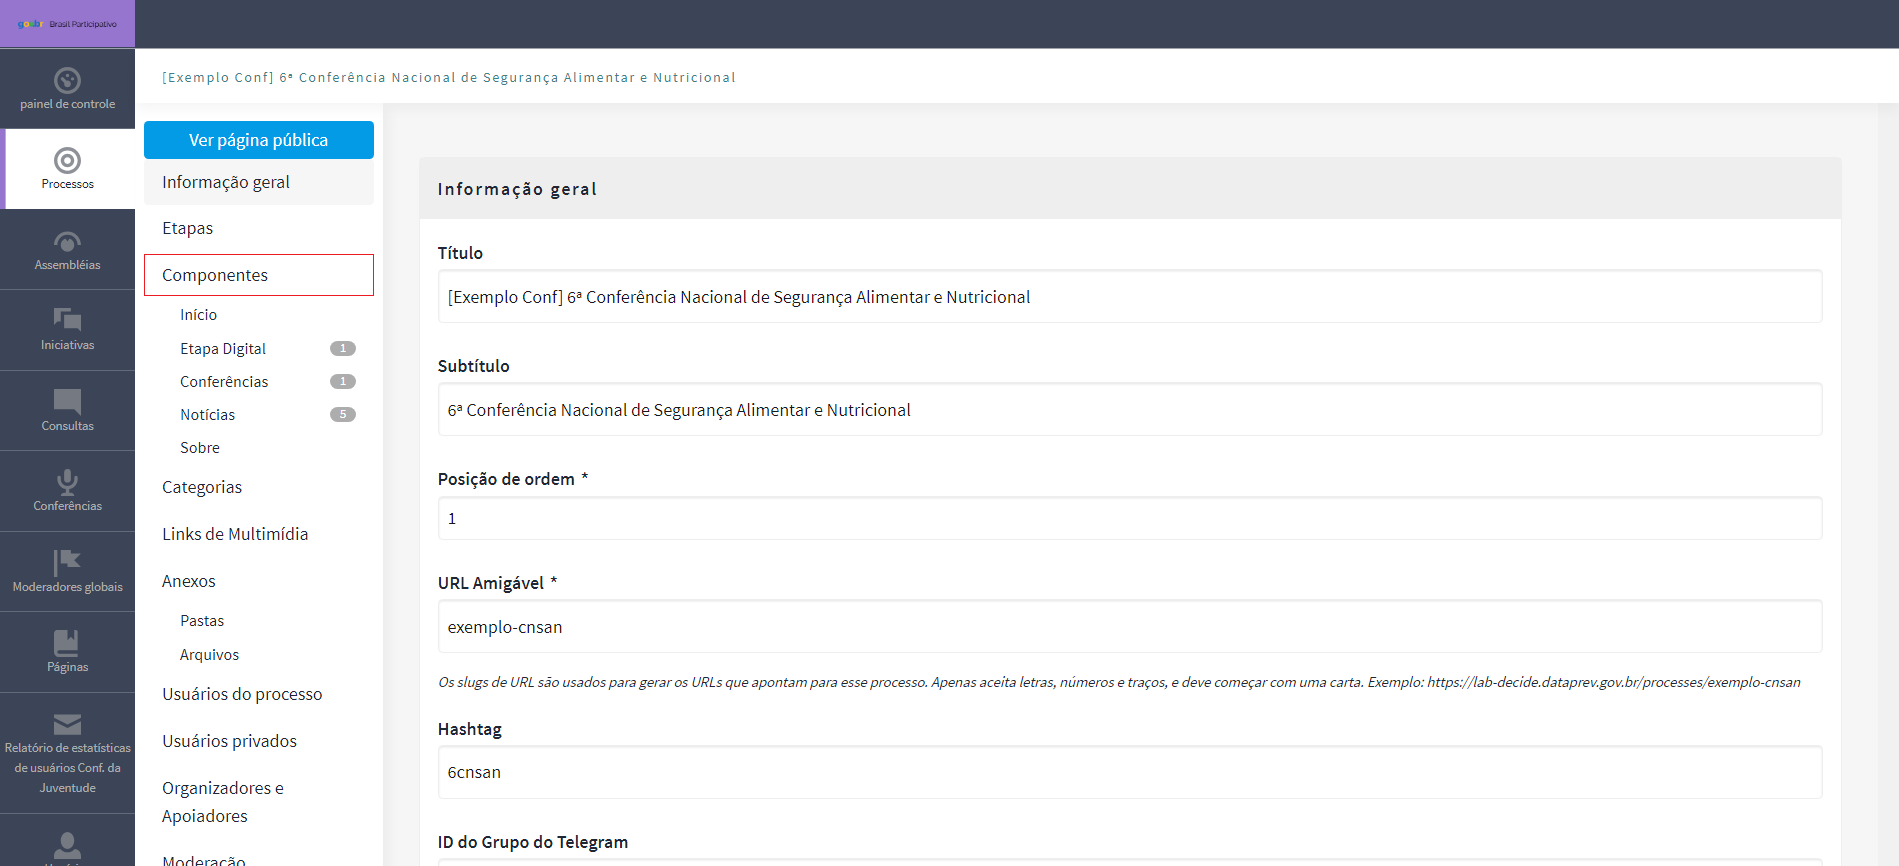 gov.br Brasil Participativo
painel de controle
Processos
Assembléias
Iniciativas
Consultas
Conferências
Moderadores globais
Páginas
Relatório de estatísticas
de usuários Conf. da
Juventude
[Exemplo Conf] 6ª Conferência Nacional de Segurança Alimentar e Nutricional
Ver página pública
Informação geral
Etapas
Componentes
Início
Etapa Digital 1
Conferências 1
Notícias 5
Sobre
Categorias
Links de Multimídia
Anexos
Pastas
Arquivos
Usuários do processo
Usuários privados
Organizadores e
Apoiadores
Moderação
Informação geral
Título
[Exemplo Conf] 6ª Conferência Nacional de Segurança Alimentar e Nutricional
Subtítulo
6ª Conferência Nacional de Segurança Alimentar e Nutricional
Posição de ordem *
1
URL Amigável *
exemplo-cnsan
Os slugs de URL são usados para gerar os URLs que apontam para esse processo. Apenas aceita letras, números e traços, e deve começar com uma carta. Exemplo: https://lab-decide.dataprev.gov.br/processes/exemplo-cnsan
Hashtag
6cnsan
ID do Grupo do Telegram